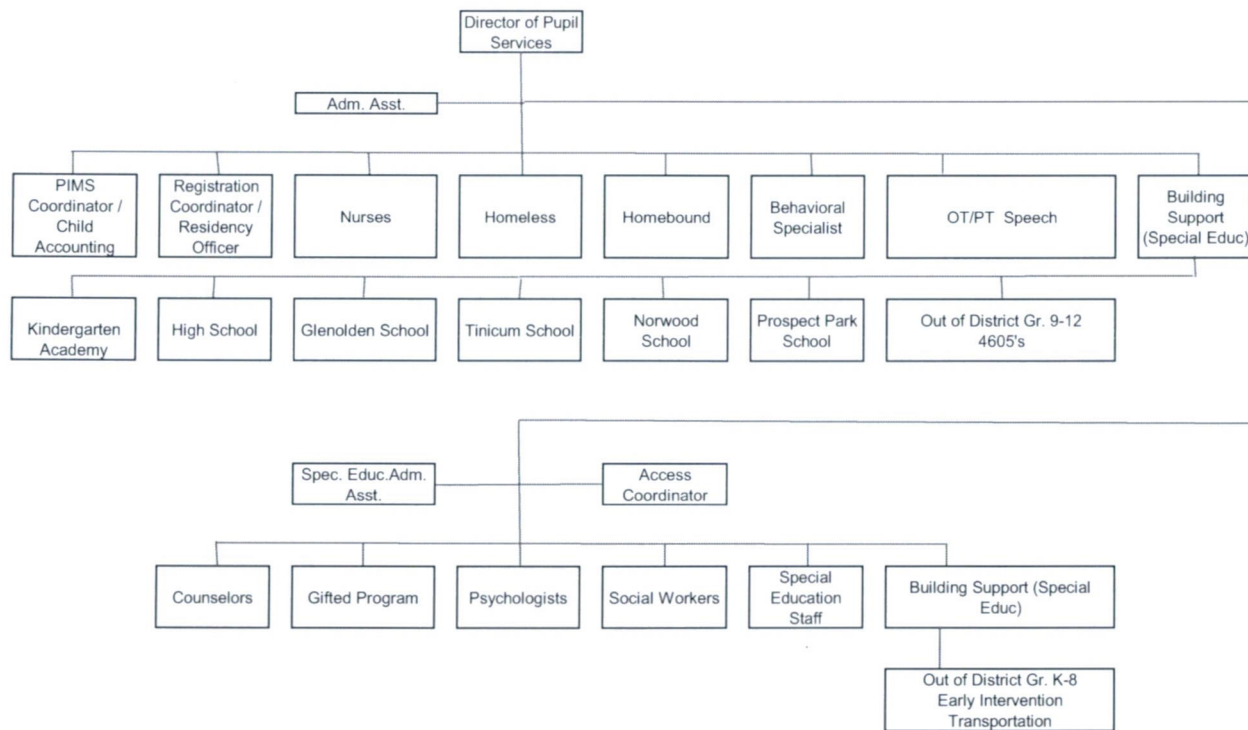 Director of Pupil
Services
Adm. Asst.
PIMS
Coordinator /
Child
Accounting
Registration
Coordinator /
Residency
Officer
Nurses
Homeless
Homebound
Behavioral
Specialist
OT/PT Speech
Building
Support
(Special Educ)
Kindergarten
Academy
High School
Glenolden School
Tinicum School
Norwood
School
Prospect Park
School
Out of District Gr. 9-12
4605's
Spec. Educ.Adm.
Asst.
Access
Coordinator
Counselors
Gifted Program
Psychologists
Social Workers
Special
Education
Staff
Building Support (Special
Educ)
Out of District Gr. K-8
Early Intervention
Transportation